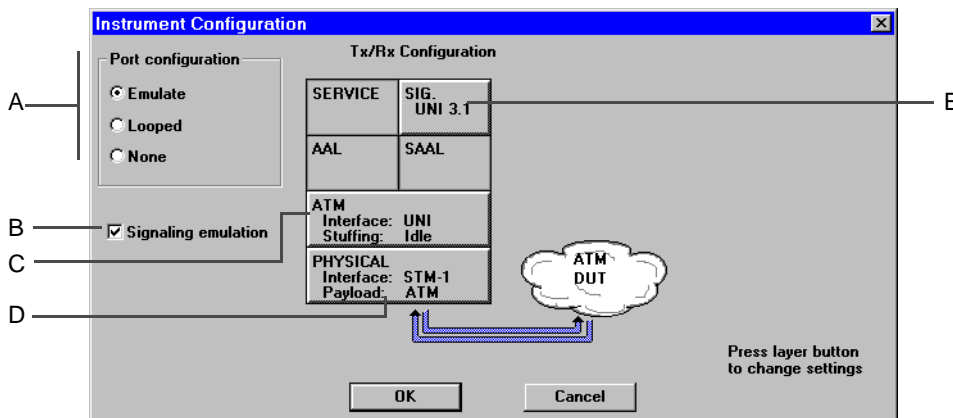 Instrument Configuration
Tx/Rx Configuration
Port configuration
A
Emulate
Looped
None
SERVICE
SIG.
UNI 3.1
E
AAL
SAAL
B
Signaling emulation
C
ATM
Interface: UNI
Stuffing: Idle
D
PHYSICAL
Interface: STM-1
Payload: ATM
ATM
DUT
Press layer button
to change settings
OK
Cancel